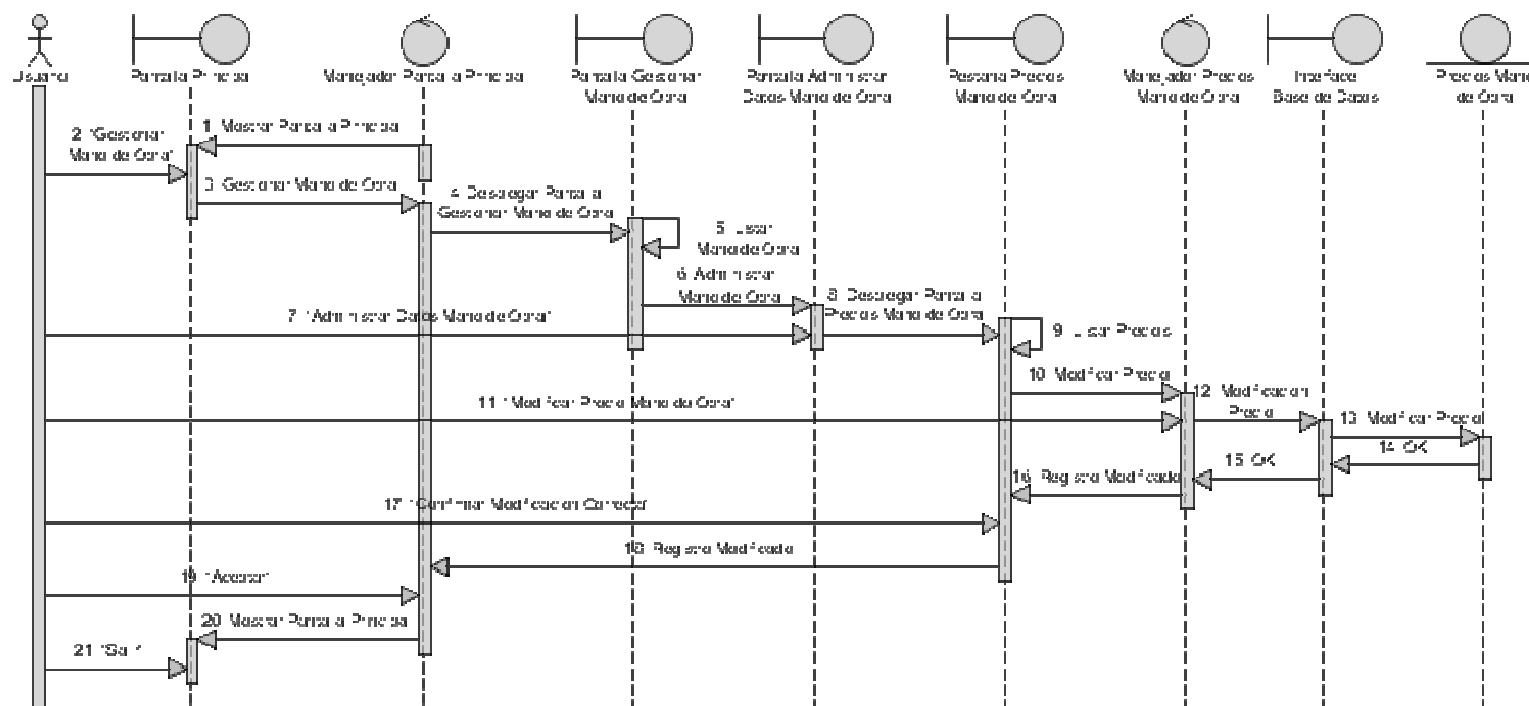 Usuario
Pantalla Principal
Manejador Pantalla Principal
Pantalla Gestionar
Mano de Obra
Pantalla Administrar
Datos Mano de Obra
Pestaña Precios
Mano de Obra
Manejador Precios
Mano de Obra
Interface
Base de Datos
Precios Mano
de Obra
1 Mostrar Pantalla Principal
2 "Gestionar
Mano de Obra"
3 Gestionar Mano de Obra
4 Desplegar Pantalla
Gestionar Mano de Obra
5 Listar
Mano de Obra
6 Administrar
Mano de Obra
7 "Administrar Datos Mano de Obra"
8 Desplegar Pantalla
Precios Mano de Obra
9 Listar Precios
10 Modificar Precio
11 "Modificar Precio Mano de Obra"
12 Modificacion
Precio
13 Modificar Precio
14 OK
15 OK
16 Registro Modificado
17 "Confirmar Modificacion Correcta"
18 Registro Modificado
19 "Aceptar"
20 Mostrar Pantalla Principal
21 "Salir"